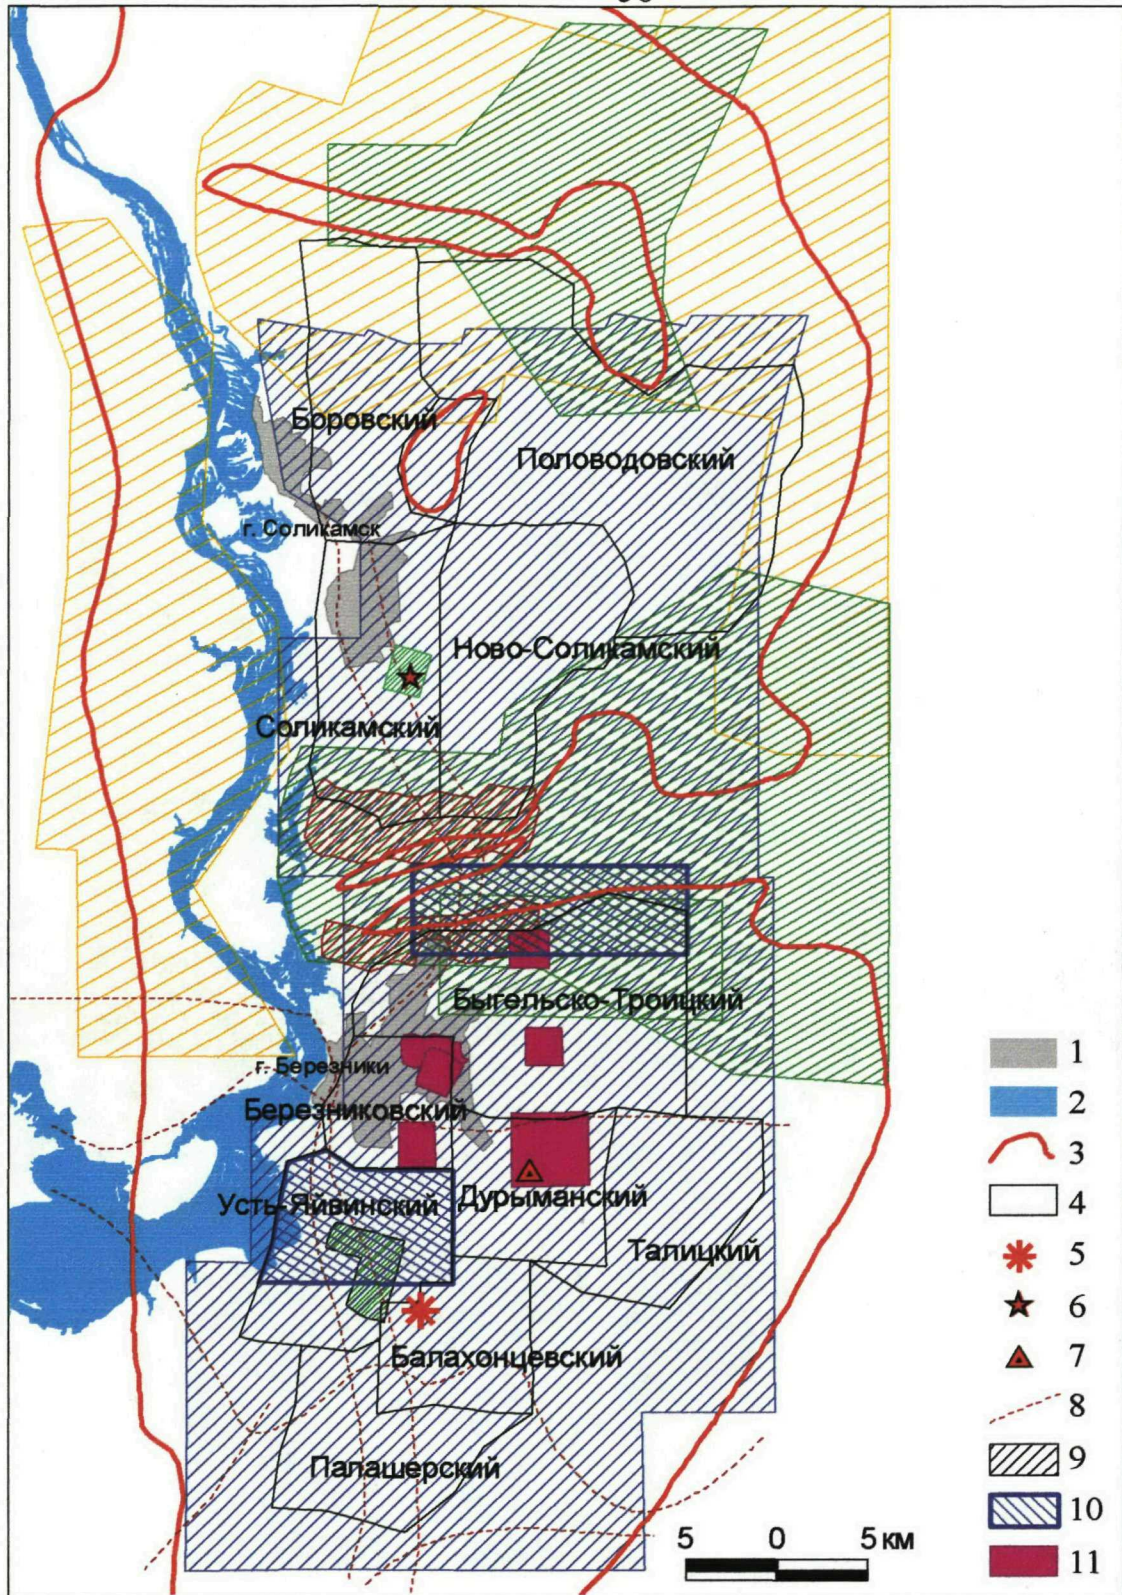 Боровский
Половодовский
г. Соликамск
Ново-Соликамский
Соликамский
Быгельско-Троицкий
г. Березники
Березниковский
Усть-Яйвинский
Дурыманский
Талицкий
Балахонцевский
Палашерский
1
2
3
4
5
6
7
8
9
10
11
5 0 5 км